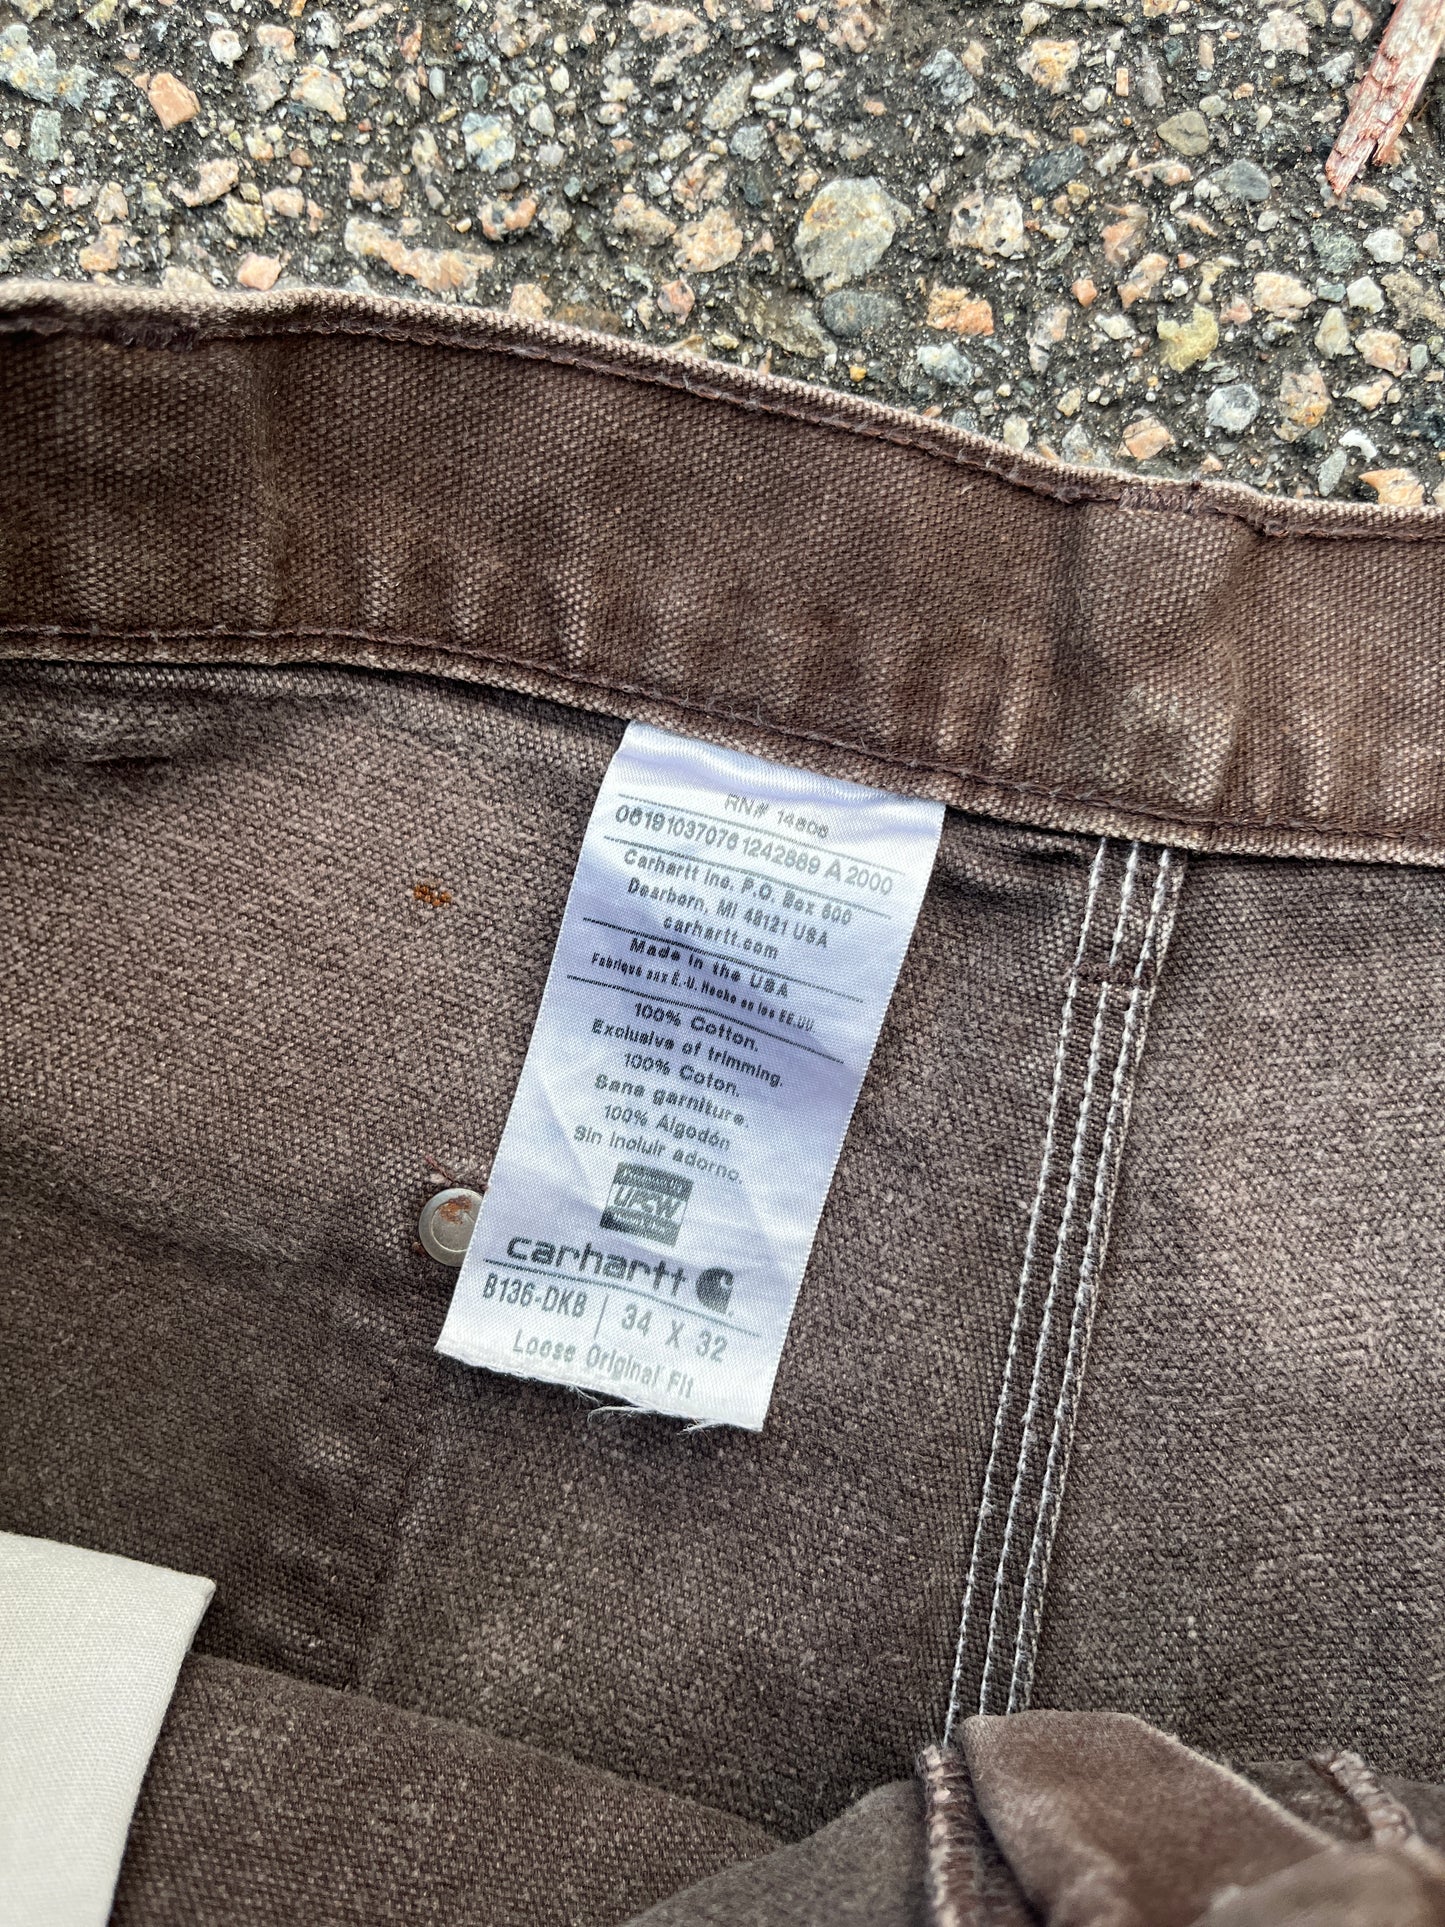 RN# 14806
06191037076 1242889 A 2000
Carhartt Inc. P.O. Box 600
Dearborn, MI 48121 USA
carhartt.com
Made in the USA
Fabriqué aux É.-U. Hecho en los EE.UU.
100% Cotton.
Exclusive of trimming.
100% Coton.
Sans garniture.
100% Algodón
Sin incluir adorno.
UFCW
carhartt
B136-DKB | 34 X 32
Loose Original Fit